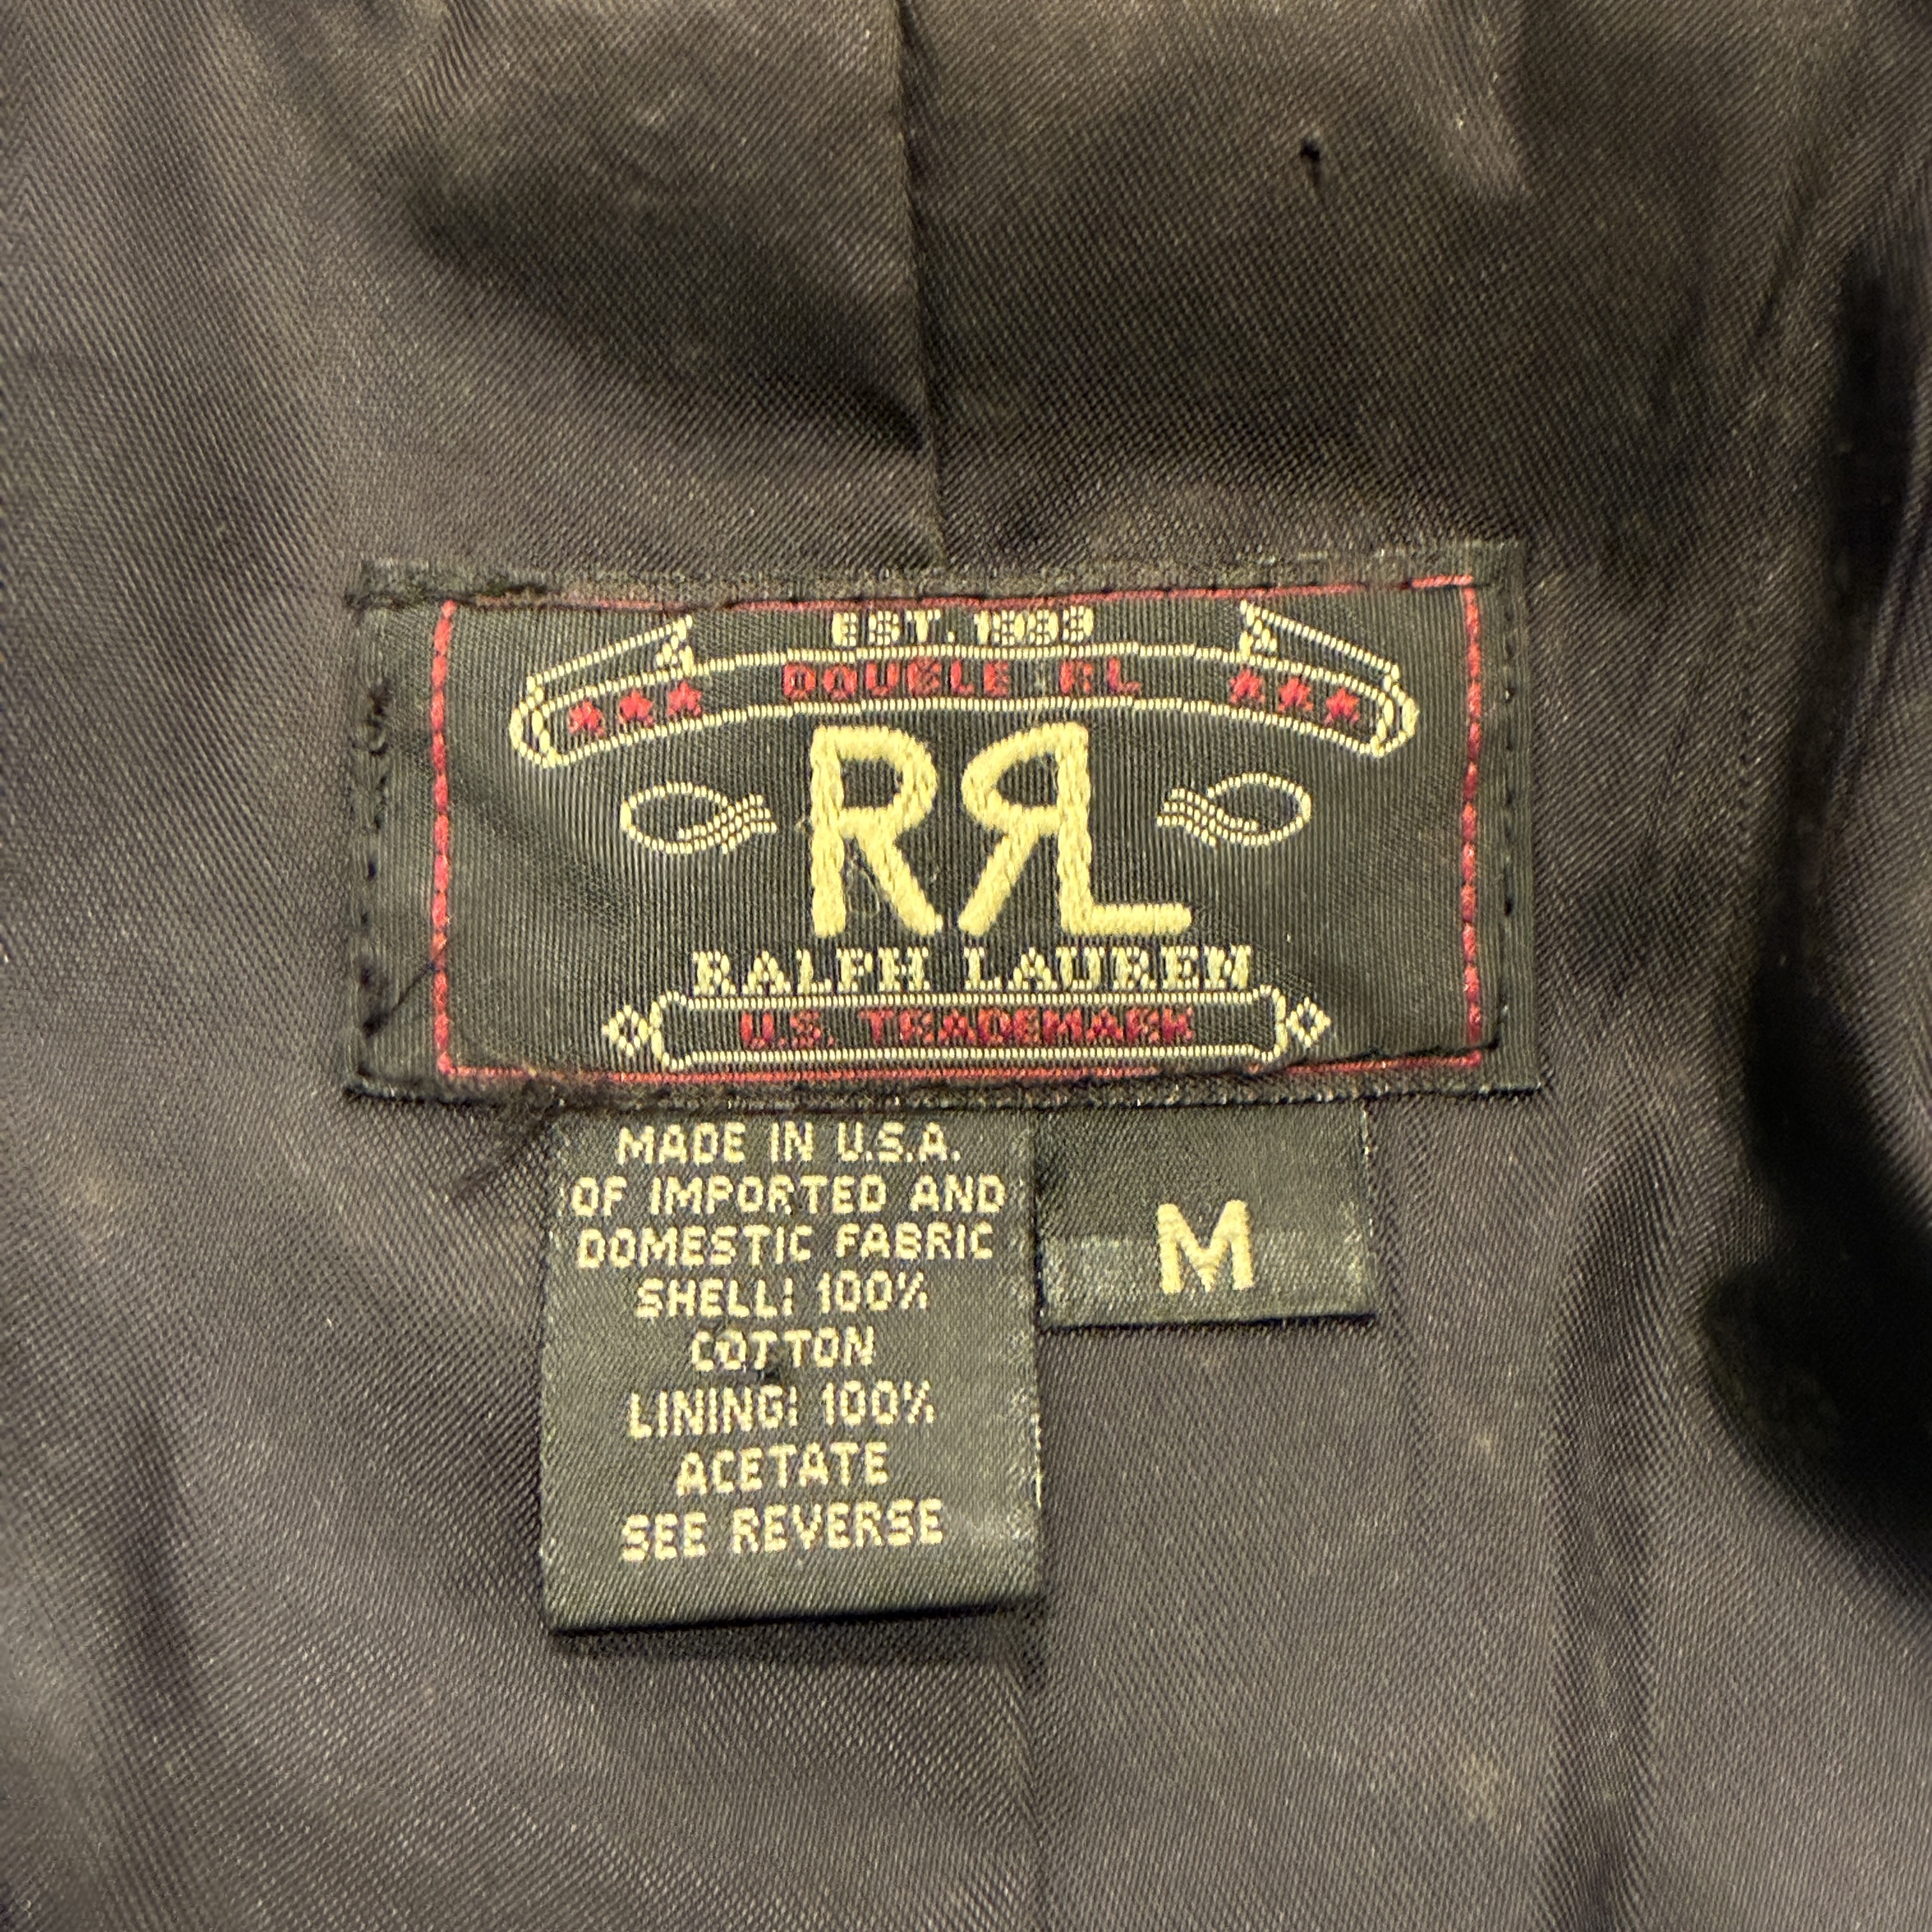 EST. 1993
DOUBLE RL
RRL
RALPH LAUREN
U.S. TRADEMARK
MADE IN U.S.A.
OF IMPORTED AND
DOMESTIC FABRIC
SHELL: 100%
COTTON
LINING: 100%
ACETATE
SEE REVERSE
M